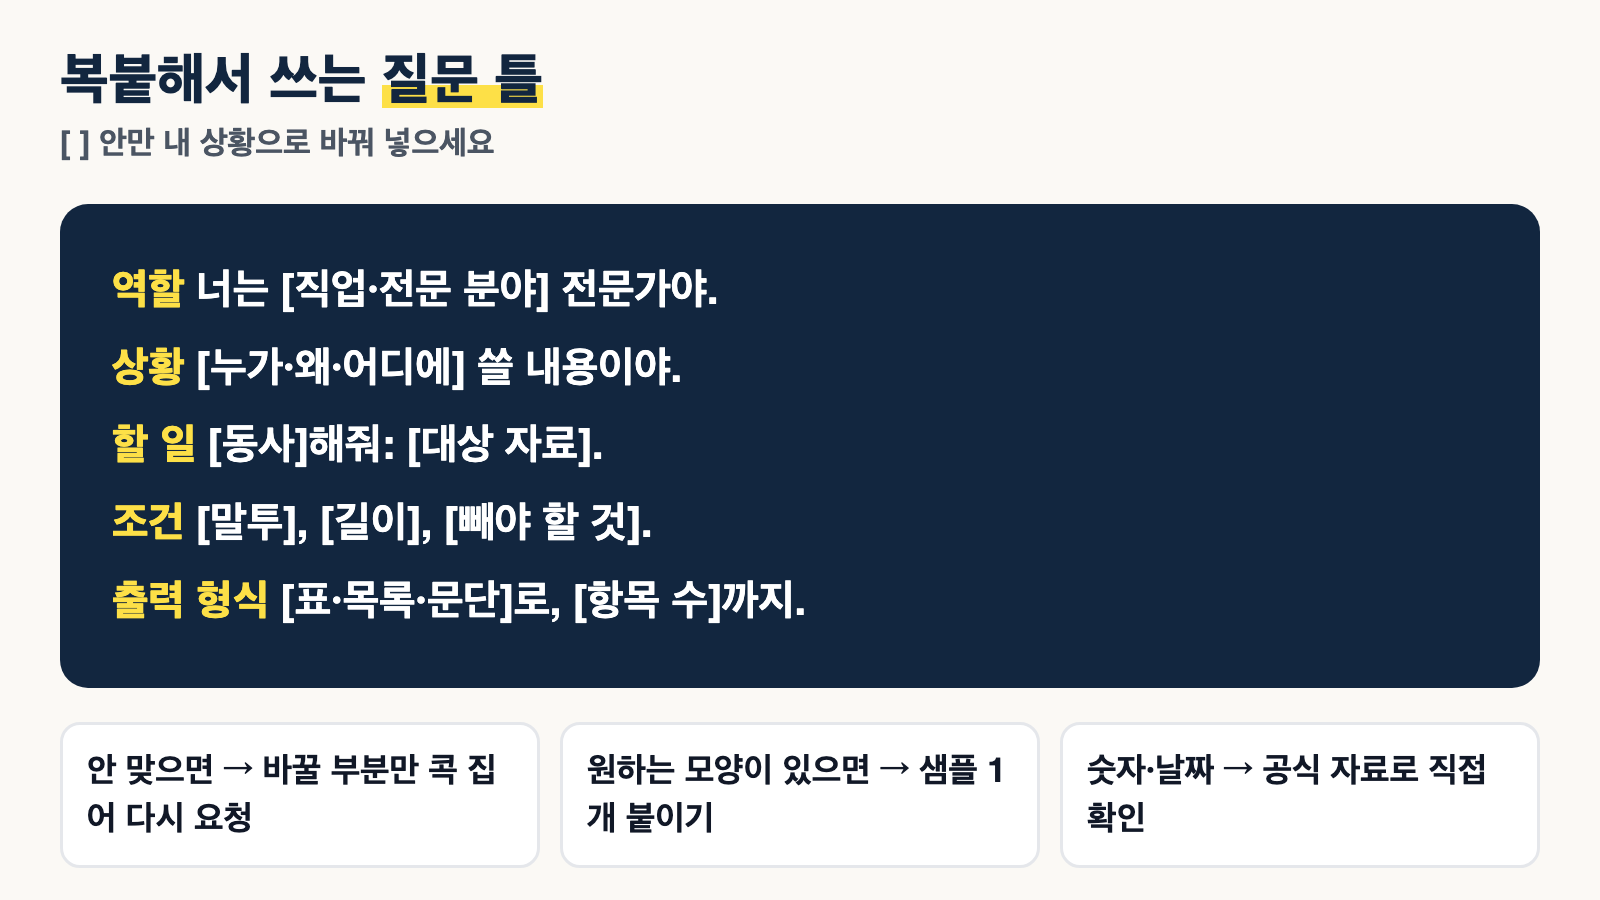 복붙해서 쓰는 질문 틀
[ ] 안만 내 상황으로 바꿔 넣으세요
역할 너는 [직업·전문 분야] 전문가야.
상황 [누가·왜·어디에] 쓸 내용이야.
할 일 [동사]해줘: [대상 자료].
조건 [말투], [길이], [빼야 할 것].
출력 형식 [표·목록·문단]로, [항목 수]까지.
안 맞으면 → 바꿀 부분만 콕 집
어 다시 요청
원하는 모양이 있으면 → 샘플 1
개 붙이기
숫자·날짜 → 공식 자료로 직접
확인